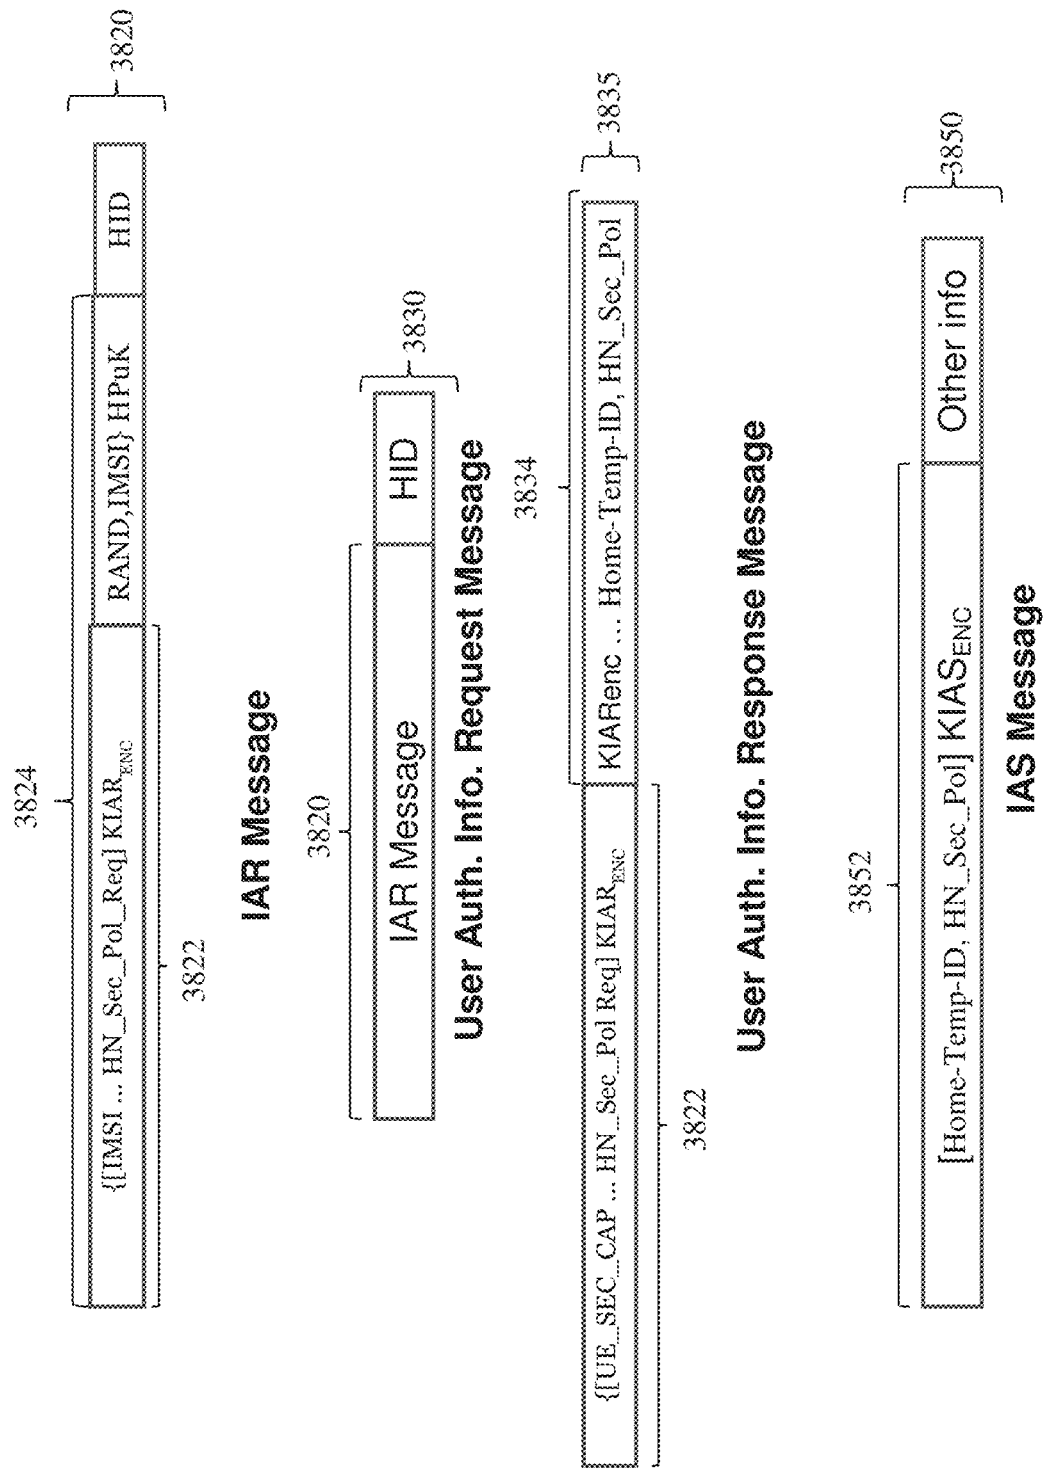 3824
{[IMSI ... HN_Sec_Pol_Req] KIAR_ENC
RAND,IMSI} HPuK
HID
3820
3822
IAR Message
3820
IAR Message
HID
3830
User Auth. Info. Request Message
3834
{[UE_SEC_CAP ... HN_Sec_Pol Req] KIAR_ENC
KIARenc ... Home-Temp-ID, HN_Sec_Pol
3835
3822
User Auth. Info. Response Message
3852
[Home-Temp-ID, HN_Sec_Pol] KIAS_ENC
Other info
3850
IAS Message